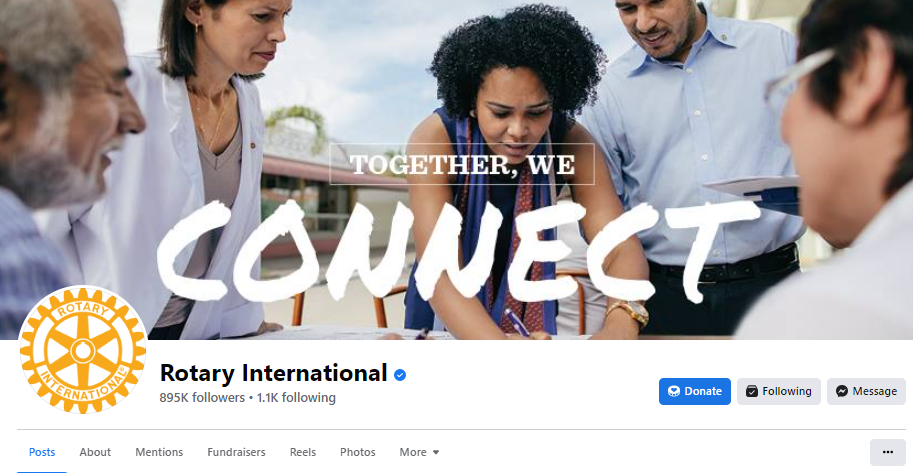 TOGETHER, WE
CONNECT
ROTARY
INTERNATIONAL
Rotary International
895K followers • 1.1K following
Donate
Following
Message
Posts
About
Mentions
Fundraisers
Reels
Photos
More